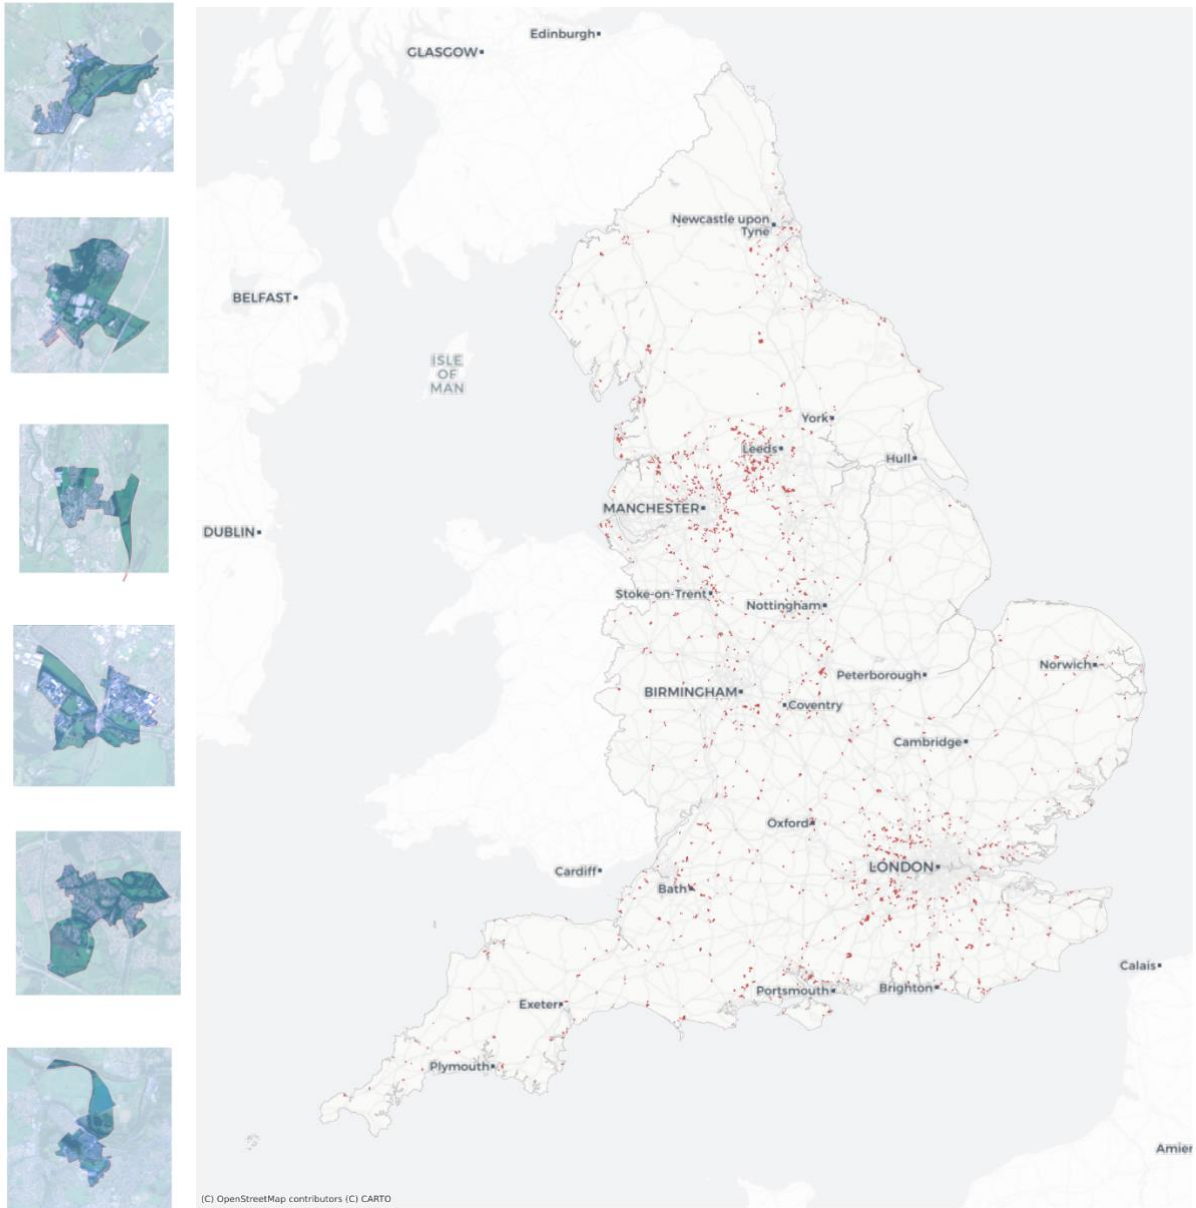 Edinburgh
GLASGOW
Newcastle upon
Tyne
BELFAST
ISLE
OF
MAN
York
Leeds
Hull
MANCHESTER
DUBLIN
Stoke-on-Trent
Nottingham
Norwich
Peterborough
BIRMINGHAM
Coventry
Cambridge
Oxford
LONDON
Cardiff
Bath
Calais
Portsmouth
Brighton
Exeter
Plymouth
Amier
(C) OpenStreetMap contributors (C) CARTO